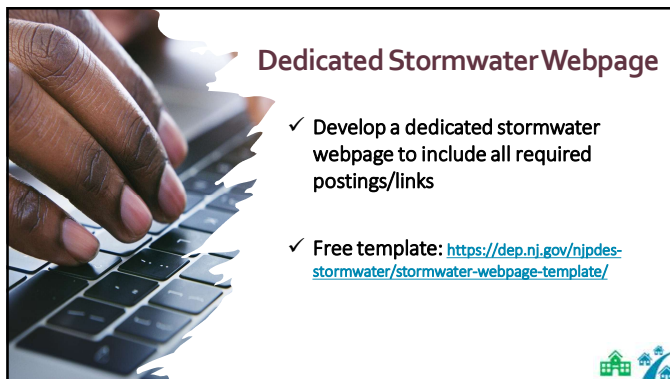 Dedicated Stormwater Webpage
✓ Develop a dedicated stormwater
webpage to include all required
postings/links
✓ Free template: https://dep.nj.gov/njpdes-
stormwater/stormwater-webpage-template/